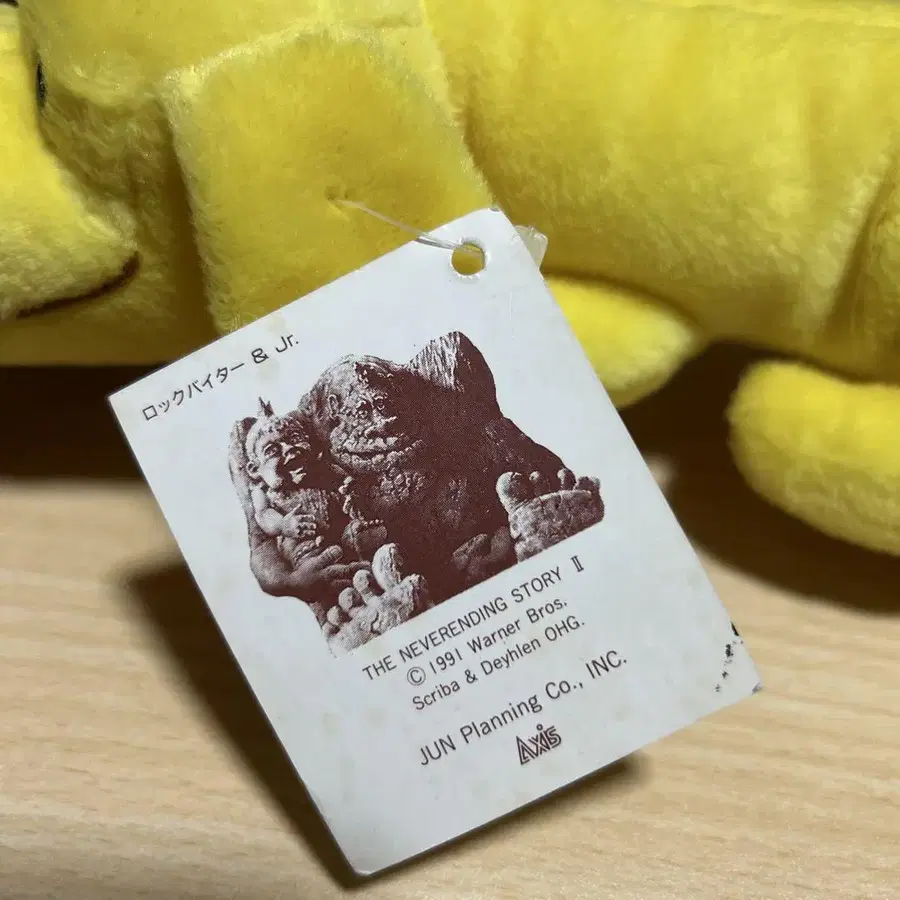 ロックバイター & Jr.
THE NEVERENDING STORY II
© 1991 Warner Bros.
Scriba & Deyhlen OHG.
JUN Planning Co., INC.
AXiS